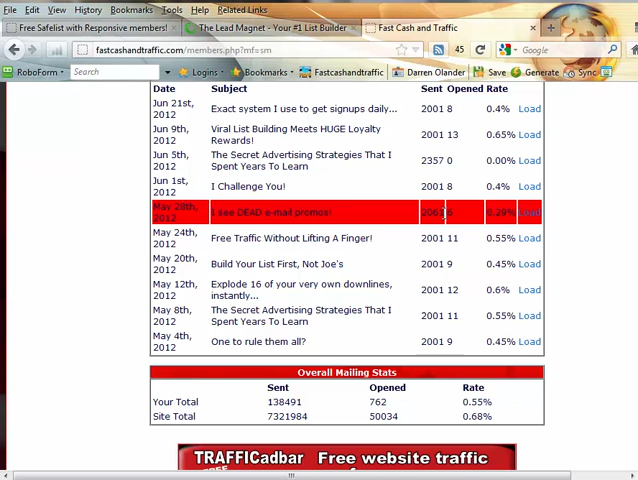 File Edit View History Bookmarks Tools Help Related Links
Free Safelist with Responsive members! The Lead Magnet - Your #1 List Builder Fast Cash and Traffic
fastcashandtraffic.com/members.php?mf=sm 45 Google
RoboForm Search Logins Bookmarks Fastcashandtraffic Darren Olander Save Generate Sync
Date Subject Sent Opened Rate
Jun 21st, 2012 Exact system I use to get signups daily... 2001 8 0.4% Load
Jun 9th, 2012 Viral List Building Meets HUGE Loyalty Rewards! 2001 13 0.65% Load
Jun 5th, 2012 The Secret Advertising Strategies That I Spent Years To Learn 2357 0 0.00% Load
Jun 1st, 2012 I Challenge You! 2001 8 0.4% Load
May 28th, 2012 I see DEAD e-mail promos! 2061 6 0.29% Load
May 24th, 2012 Free Traffic Without Lifting A Finger! 2001 11 0.55% Load
May 20th, 2012 Build Your List First, Not Joe's 2001 9 0.45% Load
May 12th, 2012 Explode 16 of your very own downlines, instantly... 2001 12 0.6% Load
May 8th, 2012 The Secret Advertising Strategies That I Spent Years To Learn 2001 11 0.55% Load
May 4th, 2012 One to rule them all? 2001 9 0.45% Load
Overall Mailing Stats
Sent Opened Rate
Your Total 138491 762 0.55%
Site Total 7321984 50034 0.68%
TRAFFICadbar Free website traffic